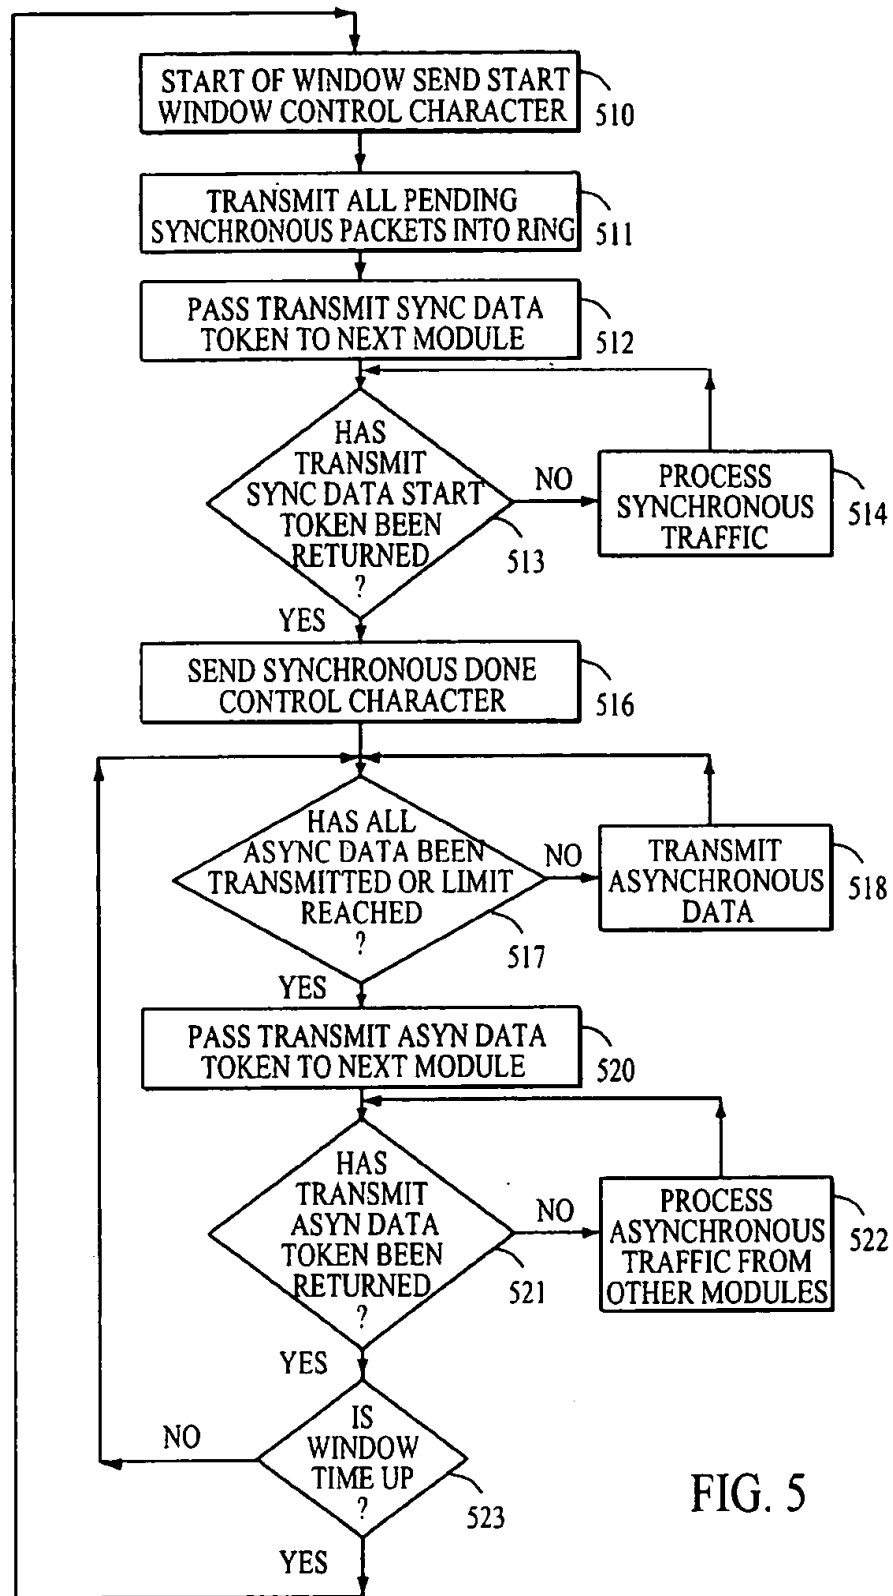 START OF WINDOW SEND START
WINDOW CONTROL CHARACTER
510
TRANSMIT ALL PENDING
SYNCHRONOUS PACKETS INTO RING
511
PASS TRANSMIT SYNC DATA
TOKEN TO NEXT MODULE
512
HAS
TRANSMIT
SYNC DATA START
TOKEN BEEN
RETURNED
?
513
NO
PROCESS
SYNCHRONOUS
TRAFFIC
514
YES
SEND SYNCHRONOUS DONE
CONTROL CHARACTER
516
HAS ALL
ASYNC DATA BEEN
TRANSMITTED OR LIMIT
REACHED
?
517
NO
TRANSMIT
ASYNCHRONOUS
DATA
518
YES
PASS TRANSMIT ASYN DATA
TOKEN TO NEXT MODULE
520
HAS
TRANSMIT
ASYN DATA
TOKEN BEEN
RETURNED
?
521
NO
PROCESS
ASYNCHRONOUS
TRAFFIC FROM
OTHER MODULES
522
YES
IS
WINDOW
TIME UP
?
523
NO
YES
FIG. 5